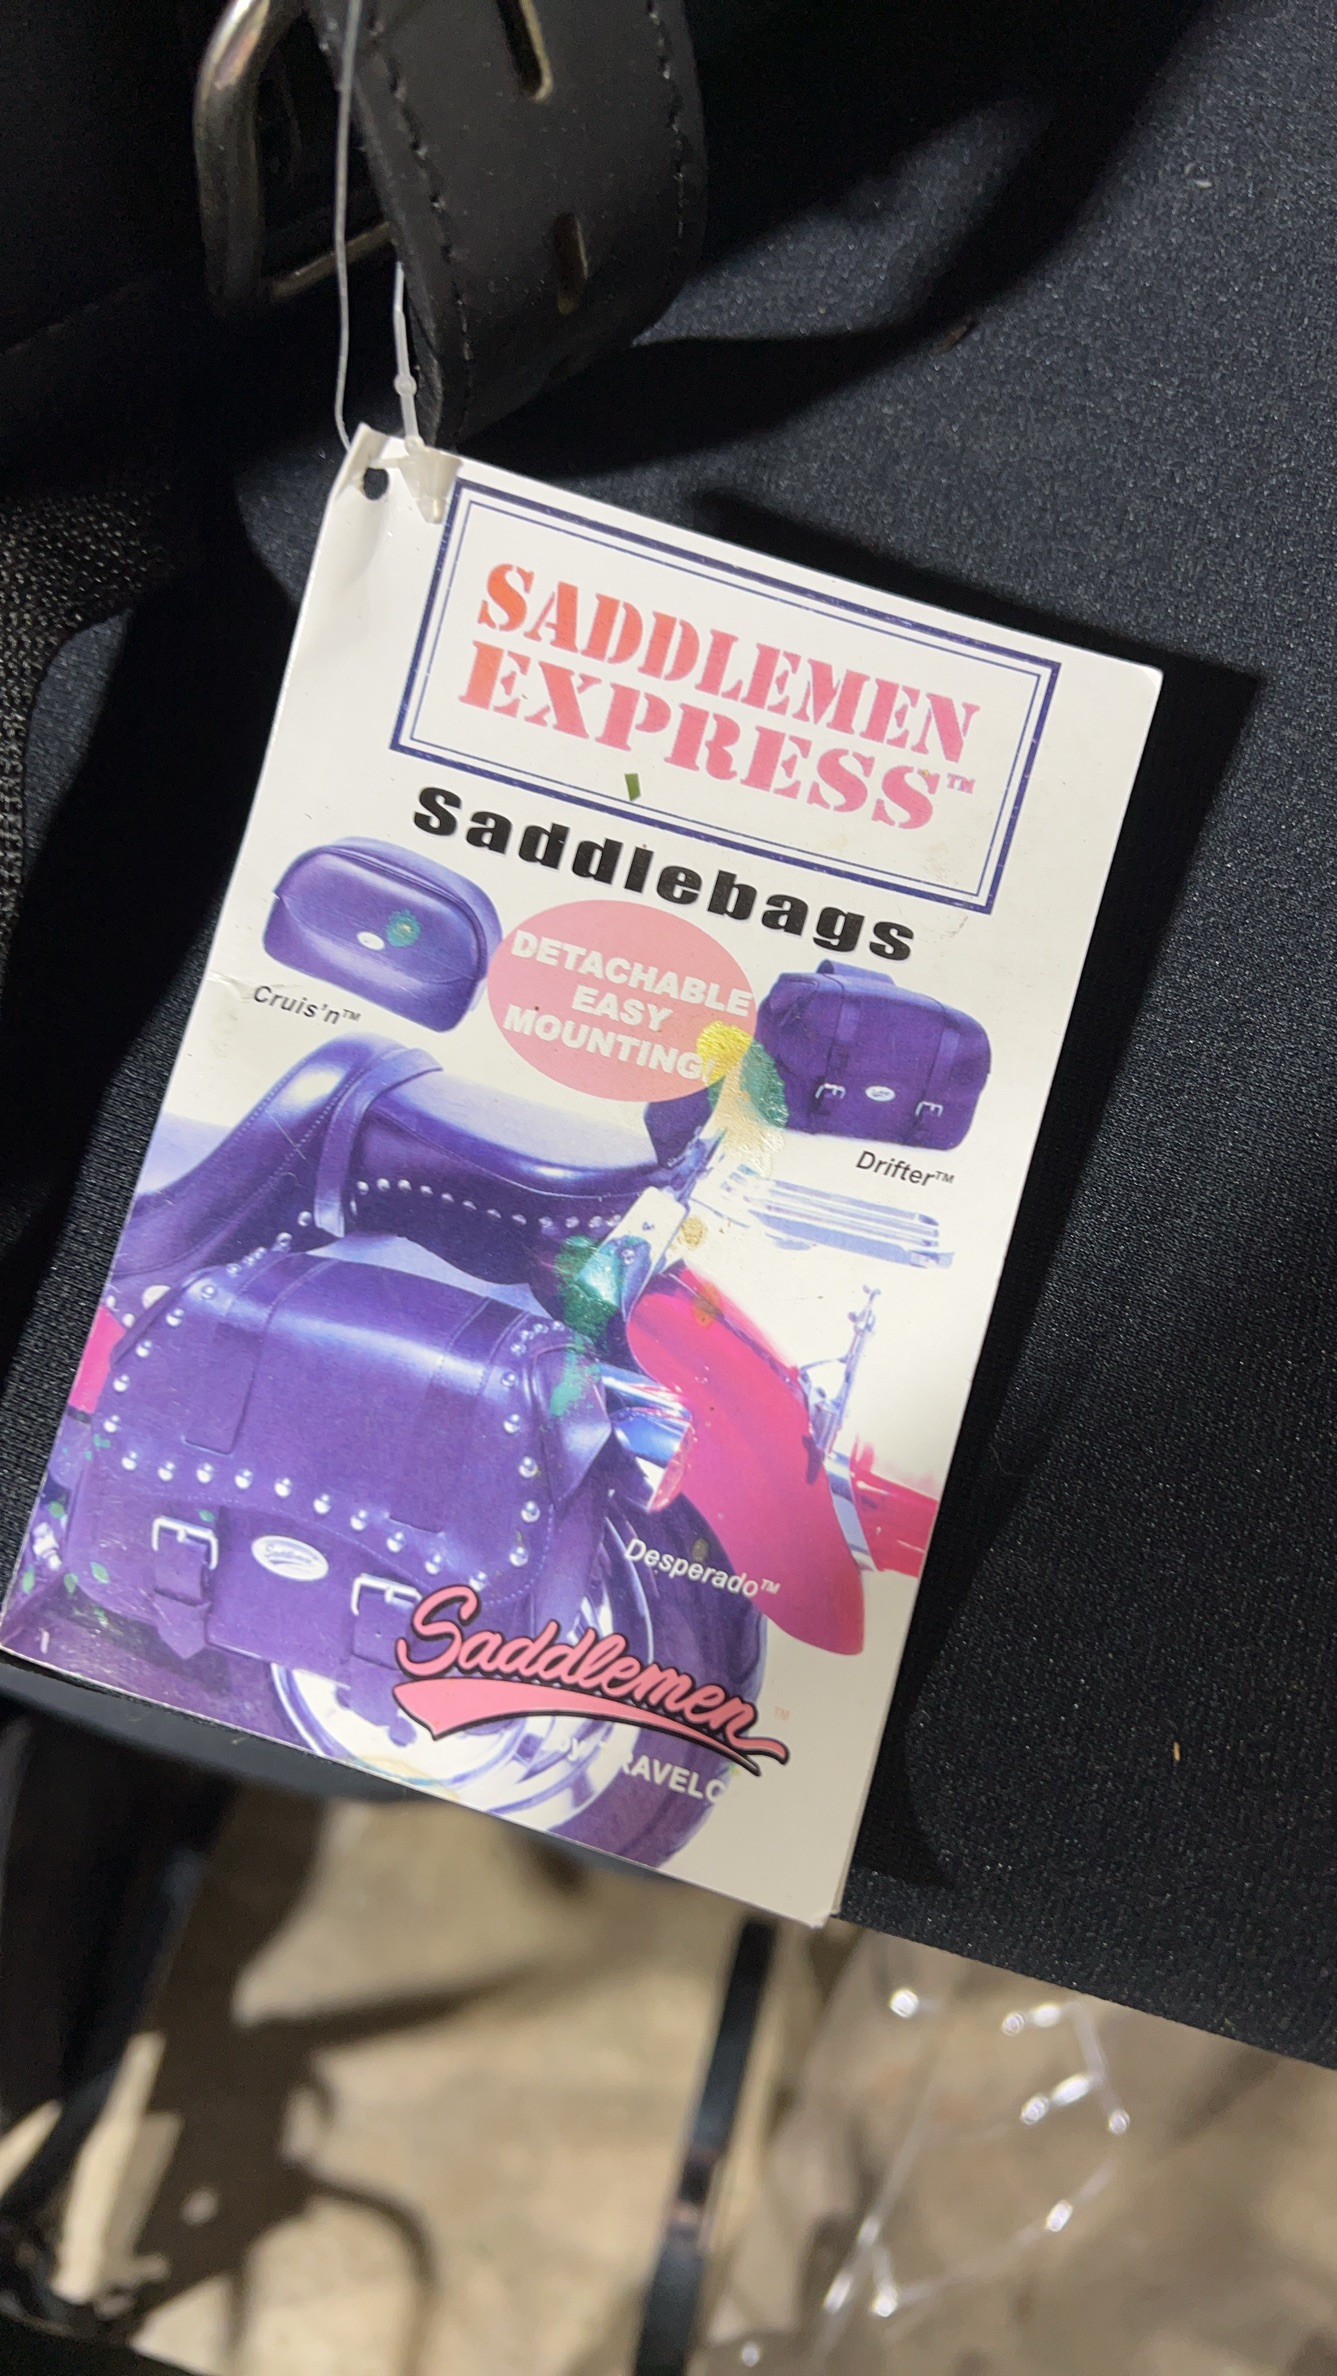 SADDLEMEN
EXPRESS™
Saddlebags
DETACHABLE
EASY
MOUNTING!
Cruis'n™
Drifter™
Desperado™
Saddlemen™